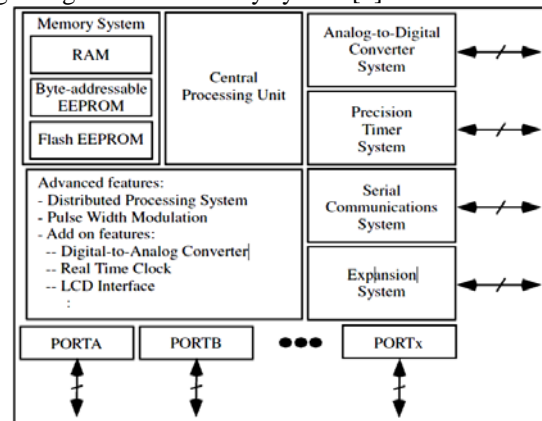 Memory System
RAM
Byte-addressable
EEPROM
Flash EEPROM
Central
Processing Unit
Analog-to-Digital
Converter
System
Precision
Timer
System
Advanced features:
- Distributed Processing System
- Pulse Width Modulation
- Add on features:
-- Digital-to-Analog Converter
-- Real Time Clock
-- LCD Interface
:
Serial
Communications
System
Expansion
System
PORTA
PORTB
PORTx